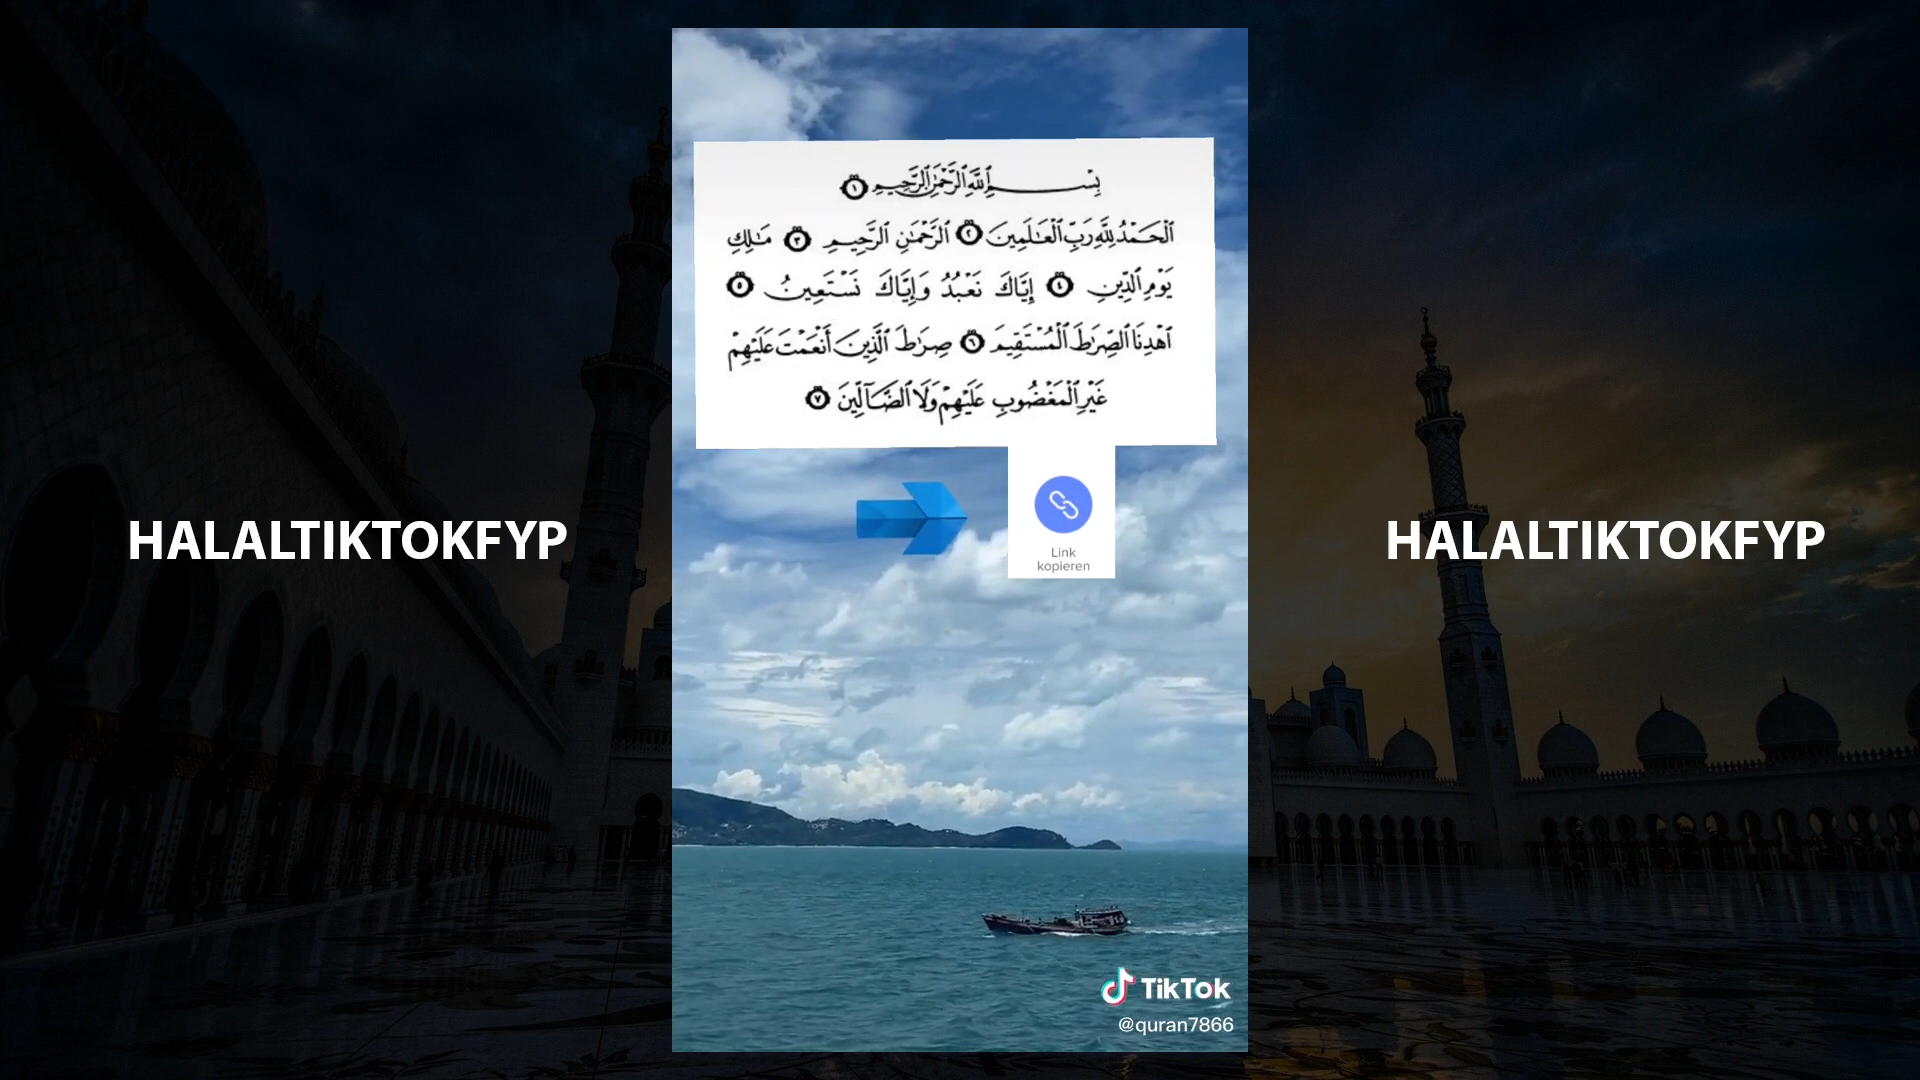 بِسْمِ ٱللَّهِ ٱلرَّحْمَٰنِ ٱلرَّحِيمِ ١
ٱلْحَمْدُ لِلَّهِ رَبِّ ٱلْعَٰلَمِينَ ٢ ٱلرَّحْمَٰنِ ٱلرَّحِيمِ ٣ مَٰلِكِ
يَوْمِ ٱلدِّينِ ٤ إِيَّاكَ نَعْبُدُ وَإِيَّاكَ نَسْتَعِينُ ٥
ٱهْدِنَا ٱلصِّرَٰطَ ٱلْمُسْتَقِيمَ ٦ صِرَٰطَ ٱلَّذِينَ أَنْعَمْتَ عَلَيْهِمْ
غَيْرِ ٱلْمَغْضُوبِ عَلَيْهِمْ وَلَا ٱلضَّآلِّينَ ٧
Link
kopieren
HALALTIKTOKFYP
HALALTIKTOKFYP
TikTok
@quran7866